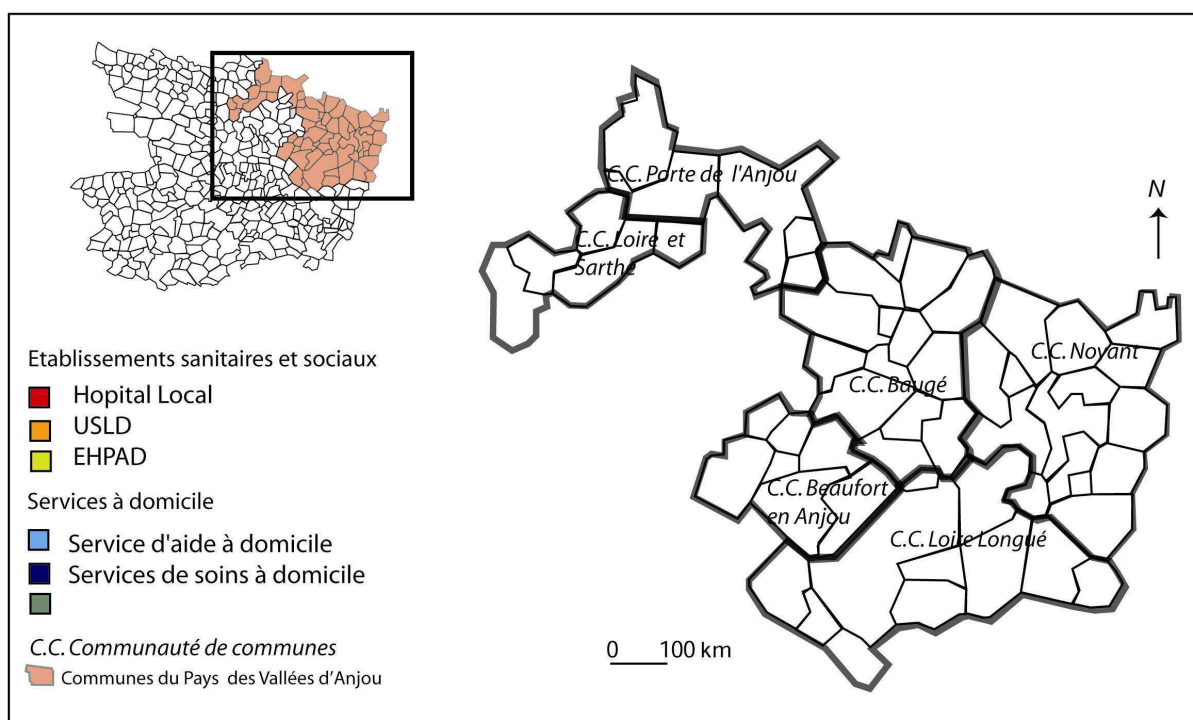 Etablissements sanitaires et sociaux
Hopital Local
USLD
EHPAD
Services à domicile
Service d'aide à domicile
Services de soins à domicile
C.C. Communauté de communes
Communes du Pays des Vallées d'Anjou
C.C. Porte de l'Anjou
C.C. Loire et
Sarthe
N
C.C. Noyant
C.C. Baugé
C.C. Beaufort
en Anjou
C.C. Loire Longué
0 100 km